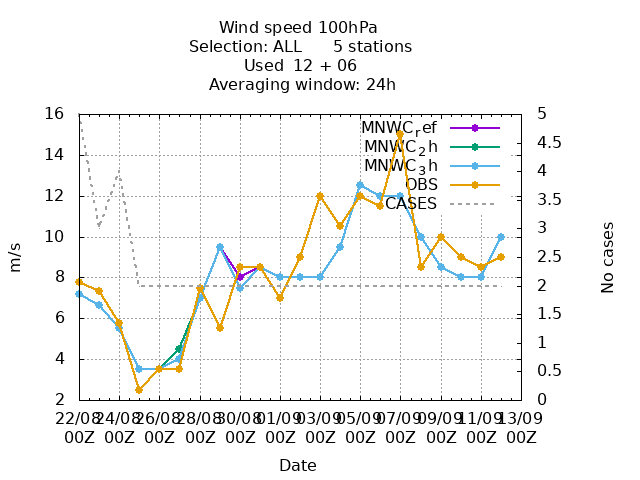 Wind speed 100hPa
Selection: ALL 5 stations
Used 12 + 06
Averaging window: 24h
16
14
12
10
8
6
4
2
m/s
5
4.5
4
3.5
3
2.5
2
1.5
1
0.5
0
No cases
MNWCref
MNWC2h
MNWC3h
OBS
CASES
22/08 24/08 26/08 28/08 30/08 01/09 03/09 05/09 07/09 09/09 11/09 13/09
00Z 00Z 00Z 00Z 00Z 00Z 00Z 00Z 00Z 00Z 00Z 00Z
Date